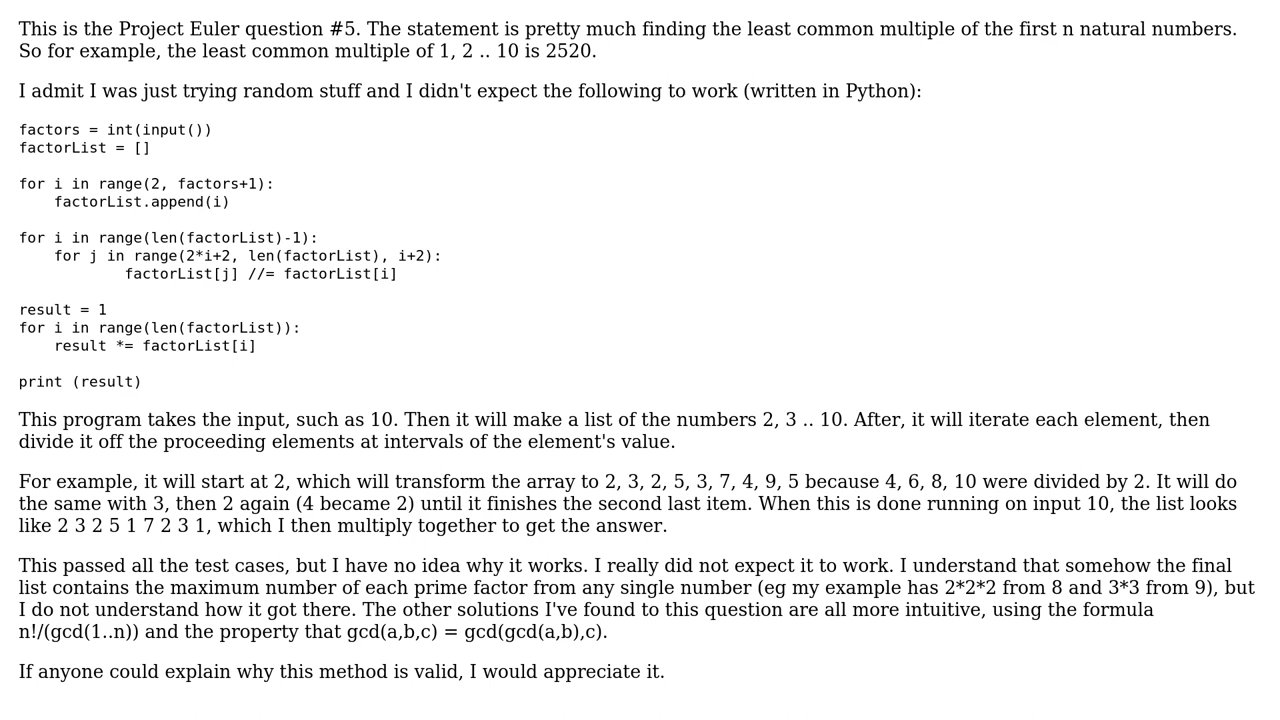 This is the Project Euler question #5. The statement is pretty much finding the least common multiple of the first n natural numbers.
So for example, the least common multiple of 1, 2 .. 10 is 2520.
I admit I was just trying random stuff and I didn't expect the following to work (written in Python):
factors = int(input())
factorList = []
for i in range(2, factors+1):
    factorList.append(i)
for i in range(len(factorList)-1):
    for j in range(2*i+2, len(factorList), i+2):
            factorList[j] //= factorList[i]
result = 1
for i in range(len(factorList)):
    result *= factorList[i]
print (result)
This program takes the input, such as 10. Then it will make a list of the numbers 2, 3 .. 10. After, it will iterate each element, then
divide it off the proceeding elements at intervals of the element's value.
For example, it will start at 2, which will transform the array to 2, 3, 2, 5, 3, 7, 4, 9, 5 because 4, 6, 8, 10 were divided by 2. It will do
the same with 3, then 2 again (4 became 2) until it finishes the second last item. When this is done running on input 10, the list looks
like 2 3 2 5 1 7 2 3 1, which I then multiply together to get the answer.
This passed all the test cases, but I have no idea why it works. I really did not expect it to work. I understand that somehow the final
list contains the maximum number of each prime factor from any single number (eg my example has 2*2*2 from 8 and 3*3 from 9), but
I do not understand how it got there. The other solutions I've found to this question are all more intuitive, using the formula
n!/(gcd(1..n)) and the property that gcd(a,b,c) = gcd(gcd(a,b),c).
If anyone could explain why this method is valid, I would appreciate it.